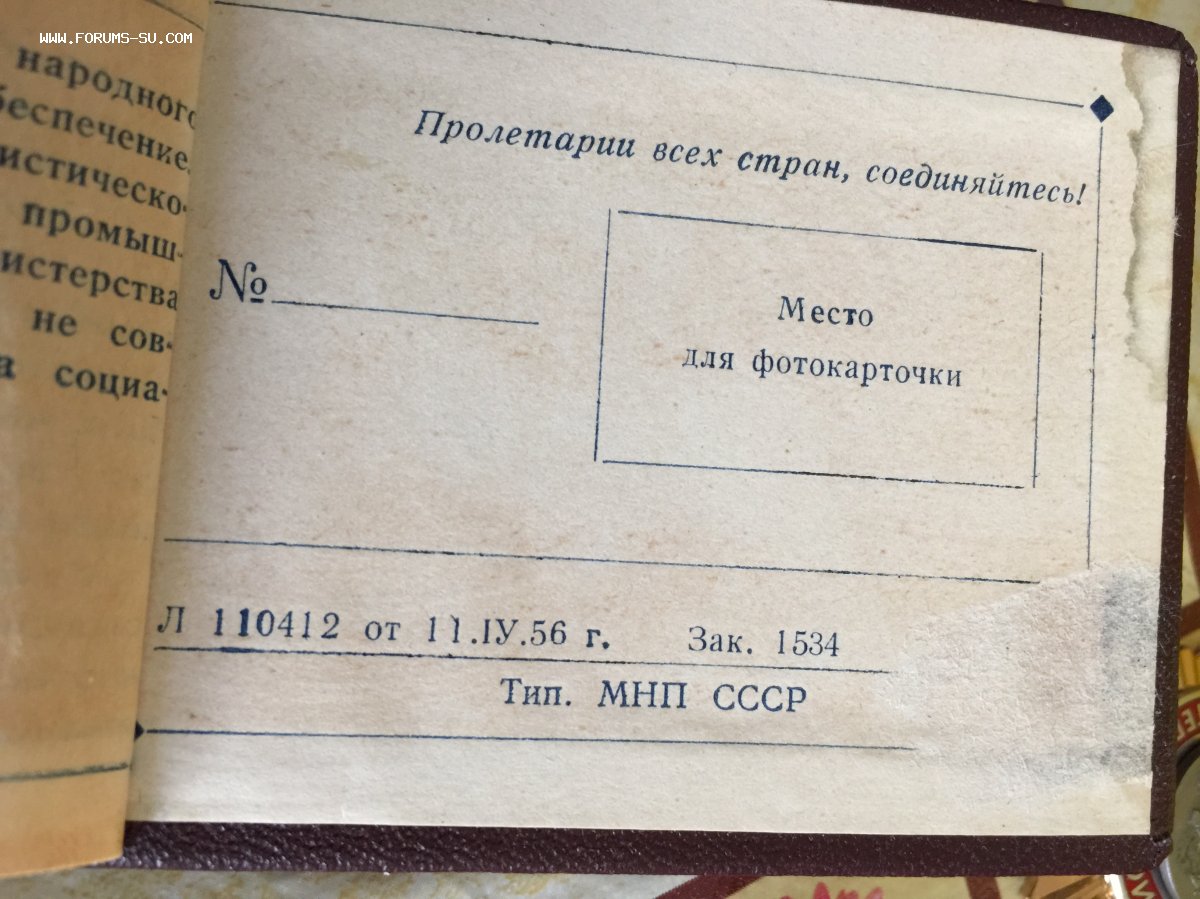 WWW.FORUMS-SU.COM
народного
беспечение,
истическо-
промыш-
истерства
не сов-
а социа-
Пролетарии всех стран, соединяйтесь!
№
Место
для фотокарточки
Л 110412 от 11.IУ.56 г. Зак. 1534
Тип. МНП СССР